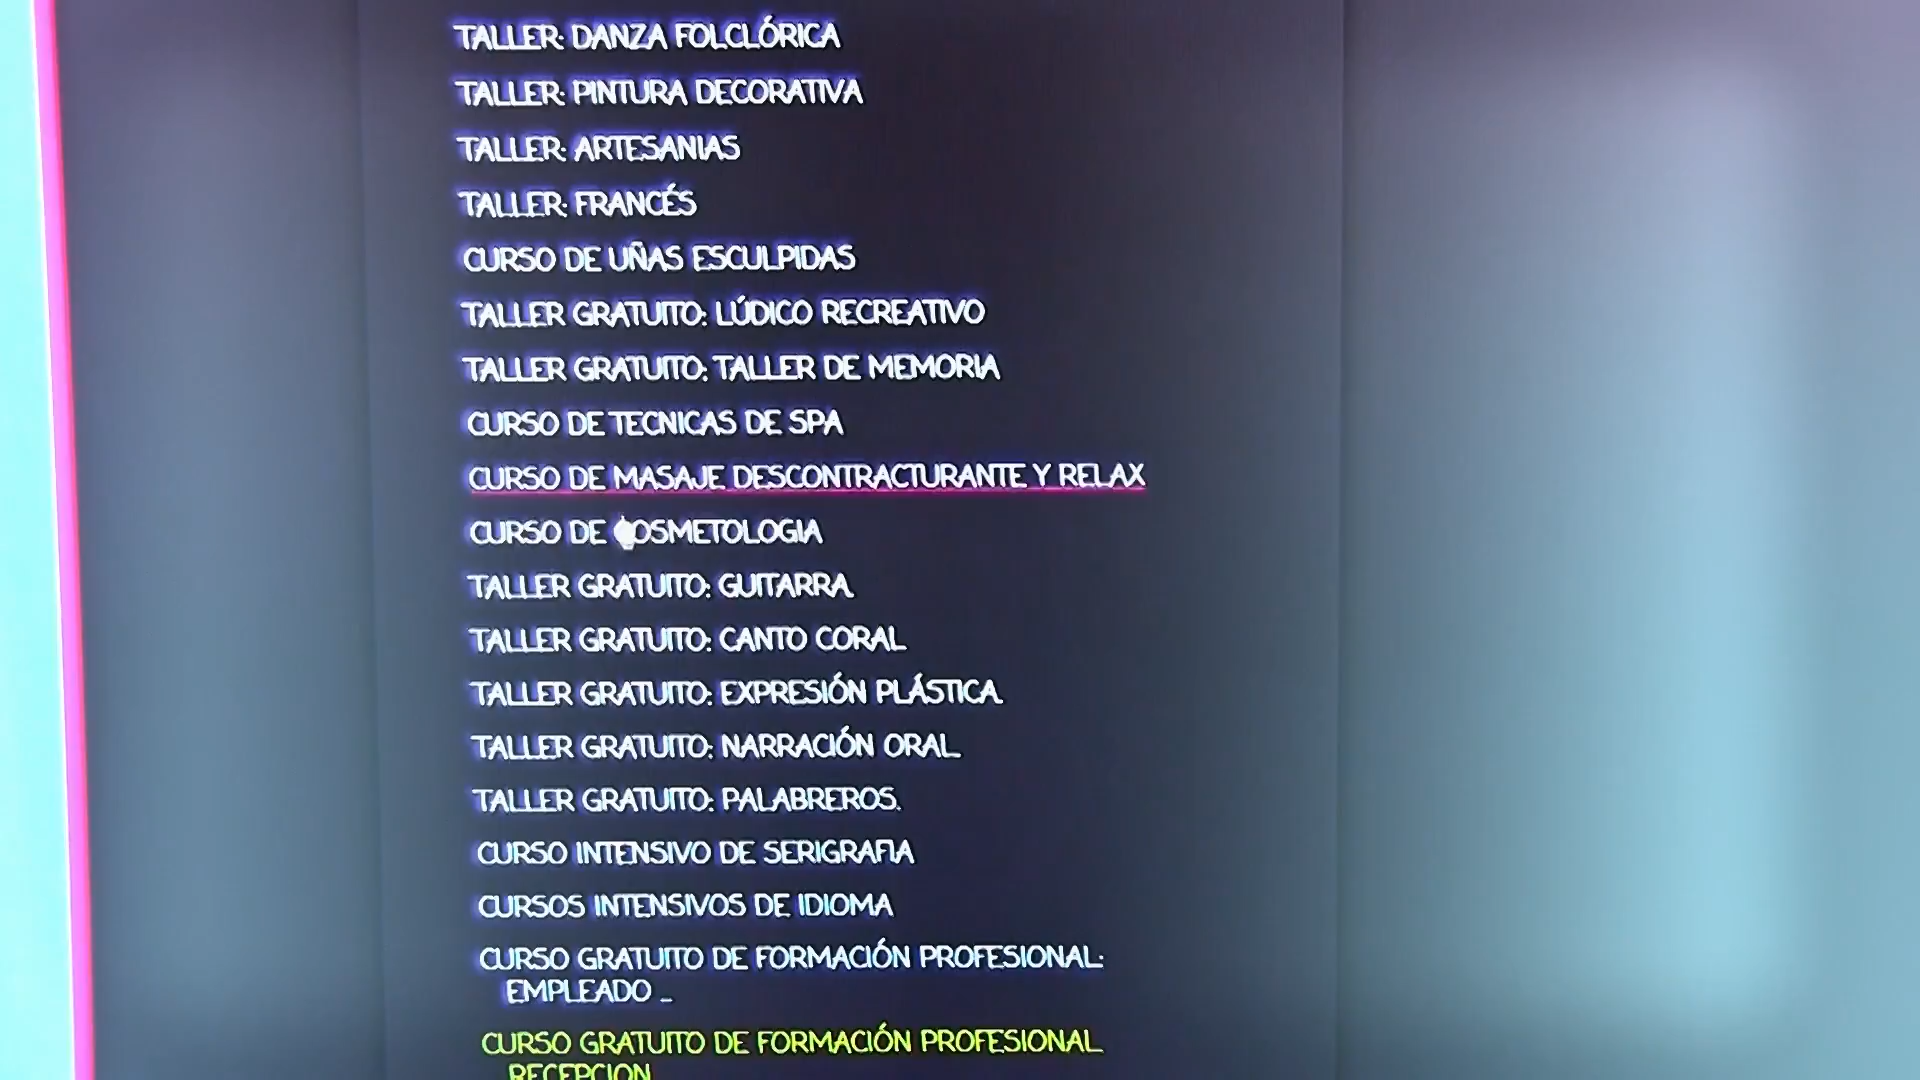 TALLER: DANZA FOLCLÓRICA
TALLER: PINTURA DECORATIVA
TALLER: ARTESANIAS
TALLER: FRANCÉS
CURSO DE UÑAS ESCULPIDAS
TALLER GRATUITO: LÚDICO RECREATIVO
TALLER GRATUITO: TALLER DE MEMORIA
CURSO DE TECNICAS DE SPA
CURSO DE MASAJE DESCONTRACTURANTE Y RELAX
CURSO DE COSMETOLOGIA
TALLER GRATUITO: GUITARRA.
TALLER GRATUITO: CANTO CORAL
TALLER GRATUITO: EXPRESIÓN PLÁSTICA.
TALLER GRATUITO: NARRACIÓN ORAL.
TALLER GRATUITO: PALABREROS.
CURSO INTENSIVO DE SERIGRAFIA
CURSOS INTENSIVOS DE IDIOMA
CURSO GRATUITO DE FORMACIÓN PROFESIONAL:
EMPLEADO ...
CURSO GRATUITO DE FORMACIÓN PROFESIONAL
RECEPCION